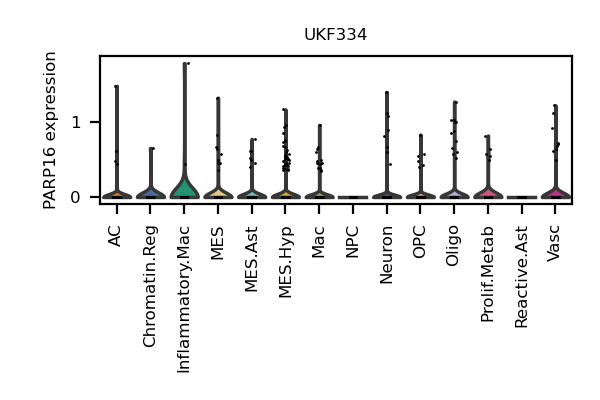 UKF334
PARP16 expression
1
0
AC
Chromatin.Reg
Inflammatory.Mac
MES
MES.Ast
MES.Hyp
Mac
NPC
Neuron
OPC
Oligo
Prolif.Metab
Reactive.Ast
Vasc